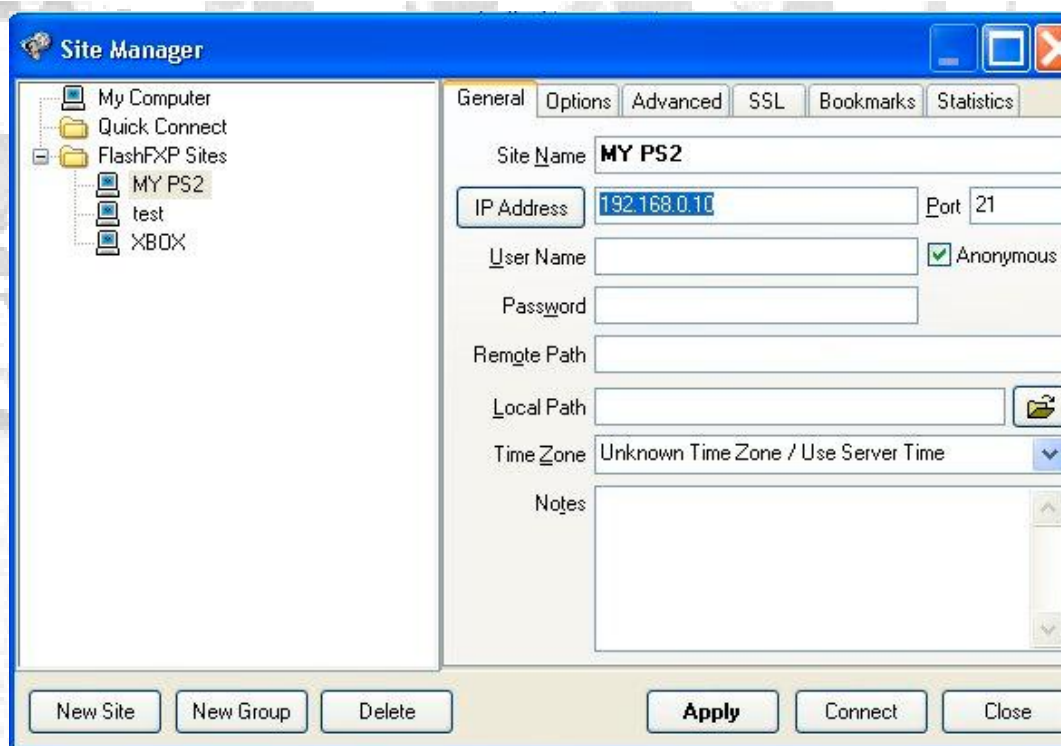 Site Manager
My Computer
Quick Connect
FlashFXP Sites
MY PS2
test
XBOX
General Options Advanced SSL Bookmarks Statistics
Site Name MY PS2
IP Address 192.168.0.10 Port 21
User Name Anonymous
Password
Remote Path
Local Path
Time Zone Unknown Time Zone / Use Server Time
Notes
New Site New Group Delete Apply Connect Close